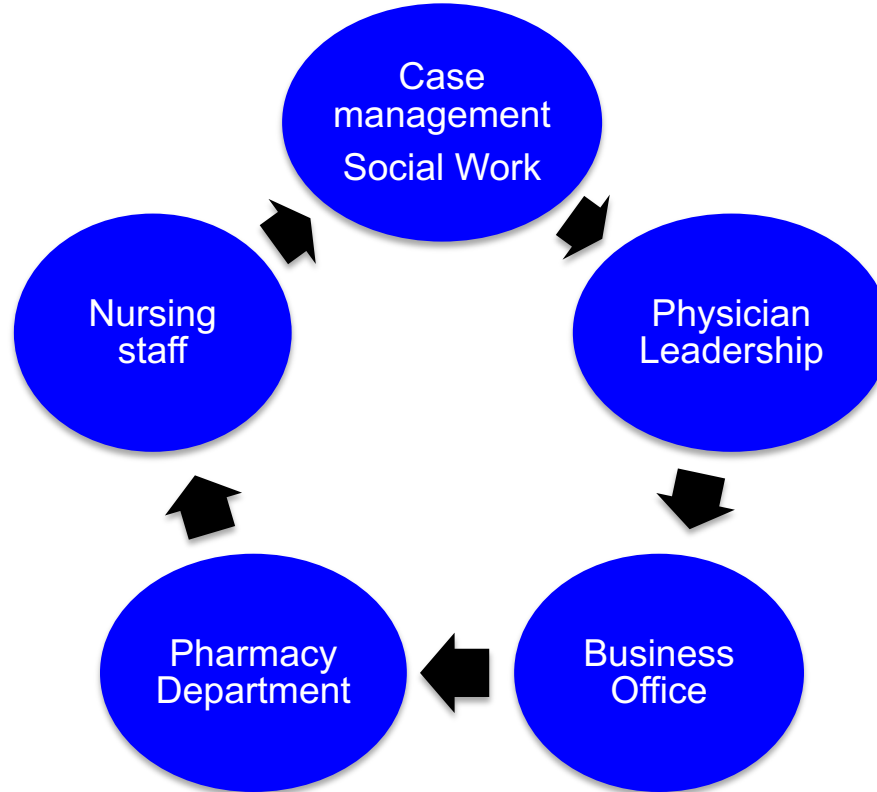 Case
management
Social Work
Physician
Leadership
Business
Office
Pharmacy
Department
Nursing
staff